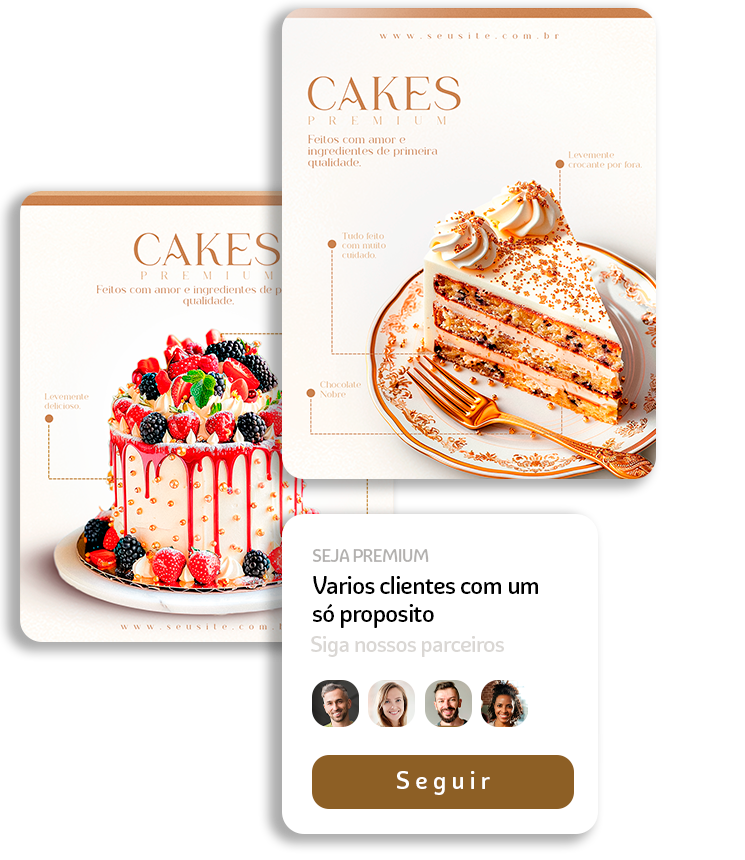 www.seusite.com.br
CAKES
PREMIUM
Feitos com amor e
ingredientes de primeira
qualidade.
Levemente
crocante por fora.
Tudo feito
com muito
cuidado.
Chocolate
Nobre
CAKES
PREMIUM
Feitos com amor e ingredientes de p
qualidade.
Levemente
delicioso.
www.seusite.com.
SEJA PREMIUM
Varios clientes com um
só proposito
Siga nossos parceiros
Seguir